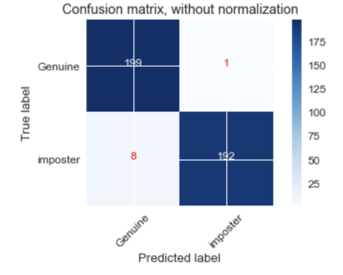 Confusion matrix, without normalization
Genuine
imposter
True label
199
1
8
192
Genuine
imposter
Predicted label
175
150
125
100
75
50
25